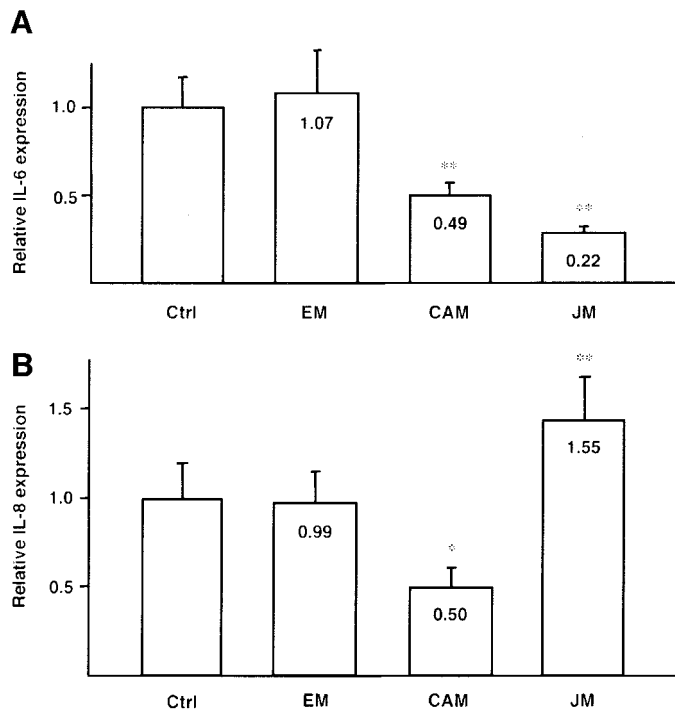 A
Relative IL-6 expression
1.0
0.5
1.07
**
0.49
**
0.22
Ctrl EM CAM JM
B
Relative IL-8 expression
1.5
1.0
0.5
0.99
*
0.50
**
1.55
Ctrl EM CAM JM